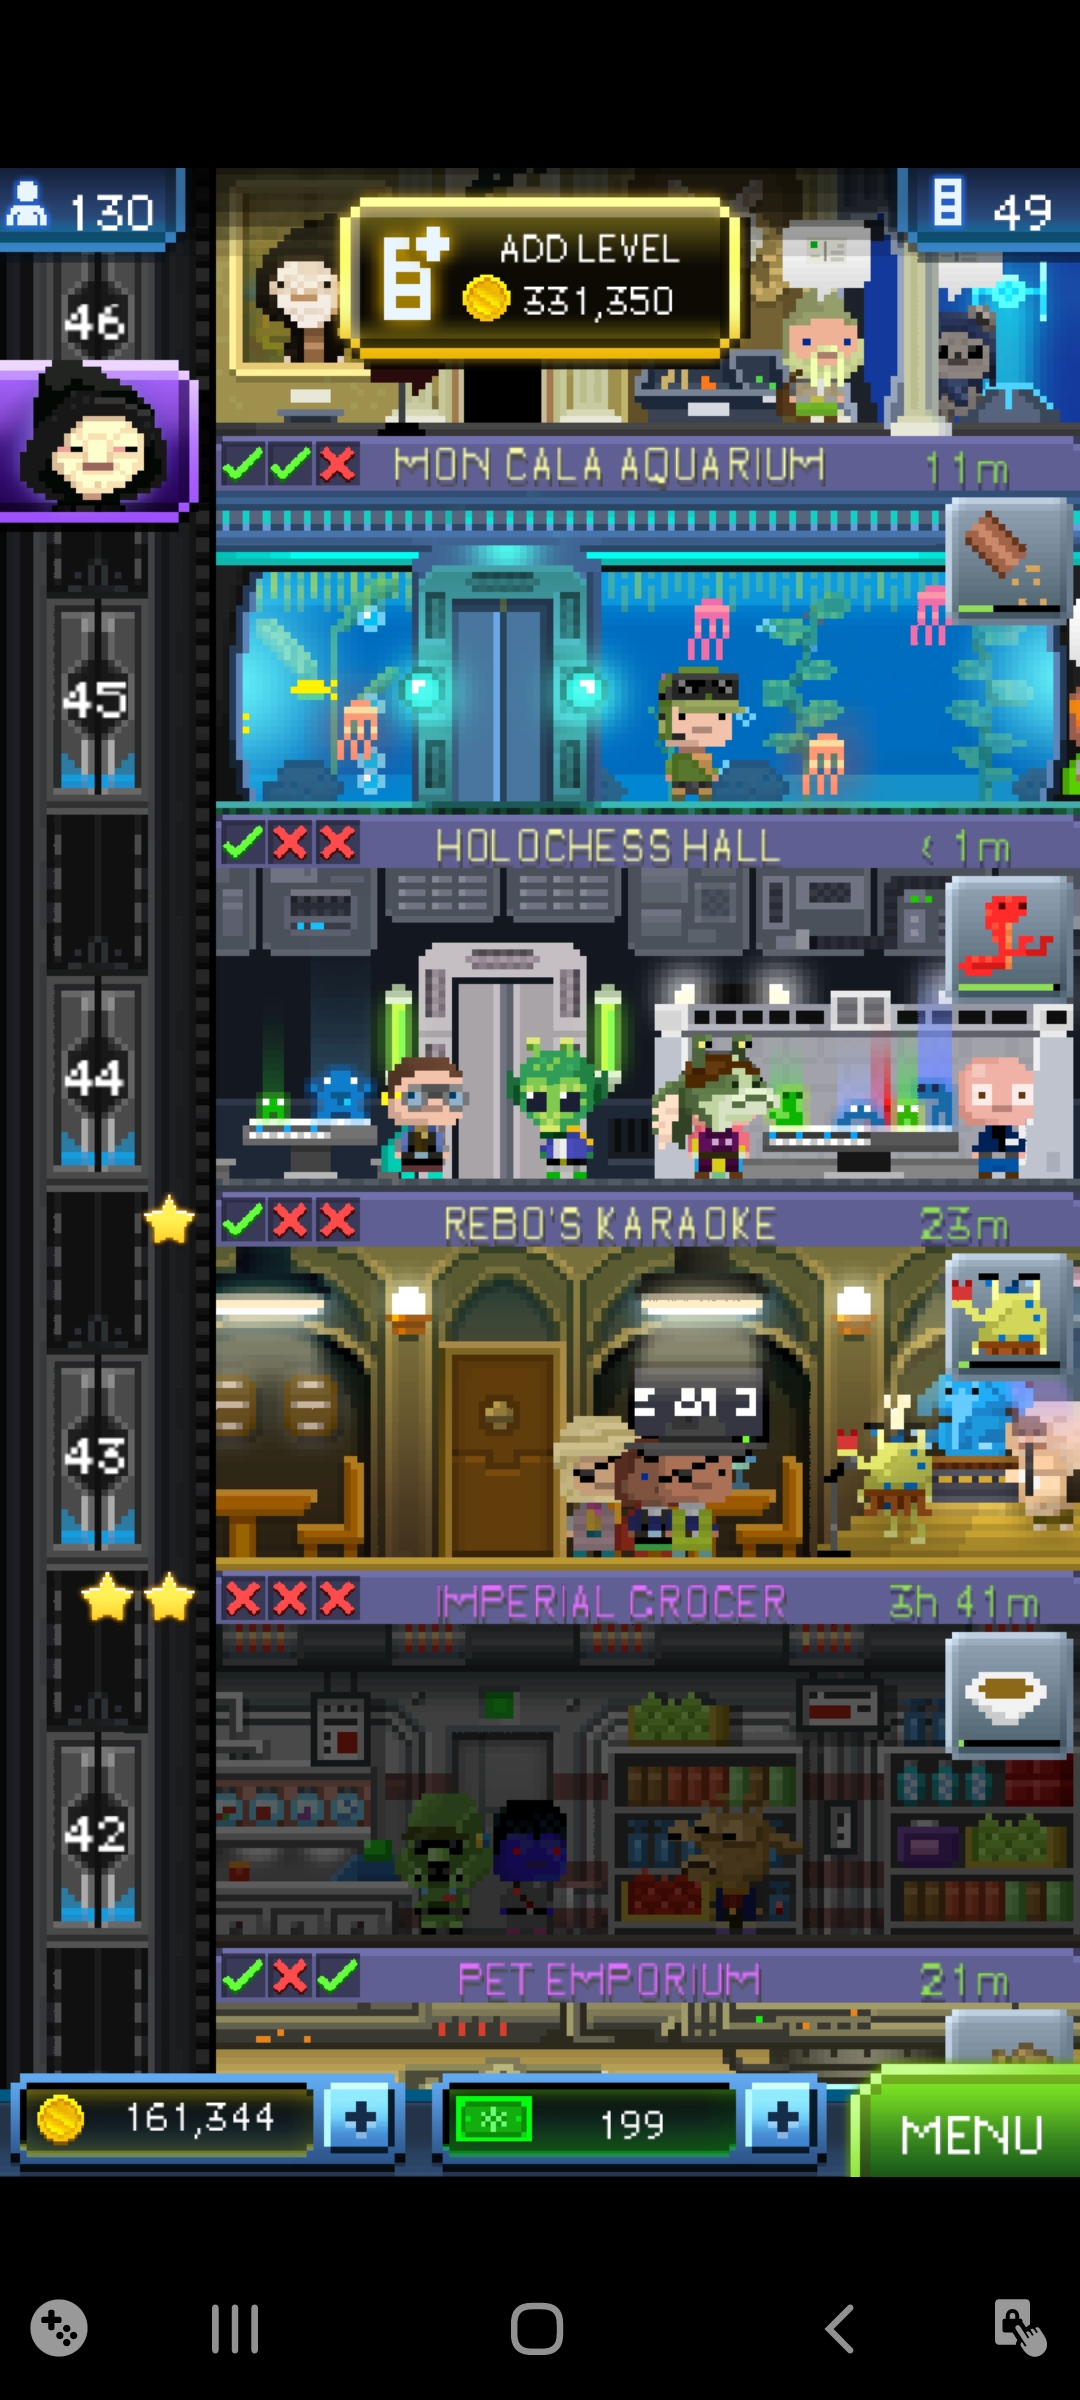 130
49
ADD LEVEL
331,350
46
MON CALA AQUARIUM 11m
45
HOLOCHESS HALL < 1m
44
REBO'S KARAOKE 23m
43
IMPERIAL GROCER 3h 41m
42
PET EMPORIUM 21m
161,344
199
MENU